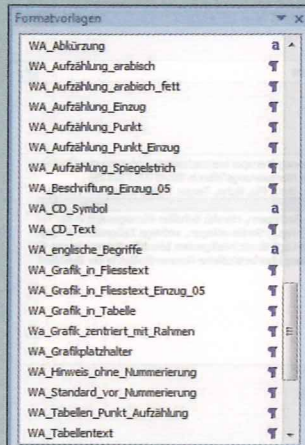 Formatvorlagen
WA_Abkürzung a
WA_Aufzählung_arabisch ¶
WA_Aufzählung_arabisch_fett ¶
WA_Aufzählung_Einzug ¶
WA_Aufzählung_Punkt ¶
WA_Aufzählung_Punkt_Einzug ¶
WA_Aufzählung_Spiegelstrich ¶
WA_Beschriftung_Einzug_05 ¶
WA_CD_Symbol a
WA_CD_Text ¶
WA_englische_Begriffe a
WA_Grafik_in_Fliesstext ¶
WA_Grafik_in_Fliesstext_Einzug_05 ¶
WA_Grafik_in_Tabelle ¶
Wa_Grafik_zentriert_mit_Rahmen ¶
WA_Grafikplatzhalter ¶
WA_Hinweis_ohne_Nummerierung ¶
WA_Standard_vor_Nummerierung ¶
WA_Tabellen_Punkt_Aufzählung ¶
WA_Tabellentext ¶